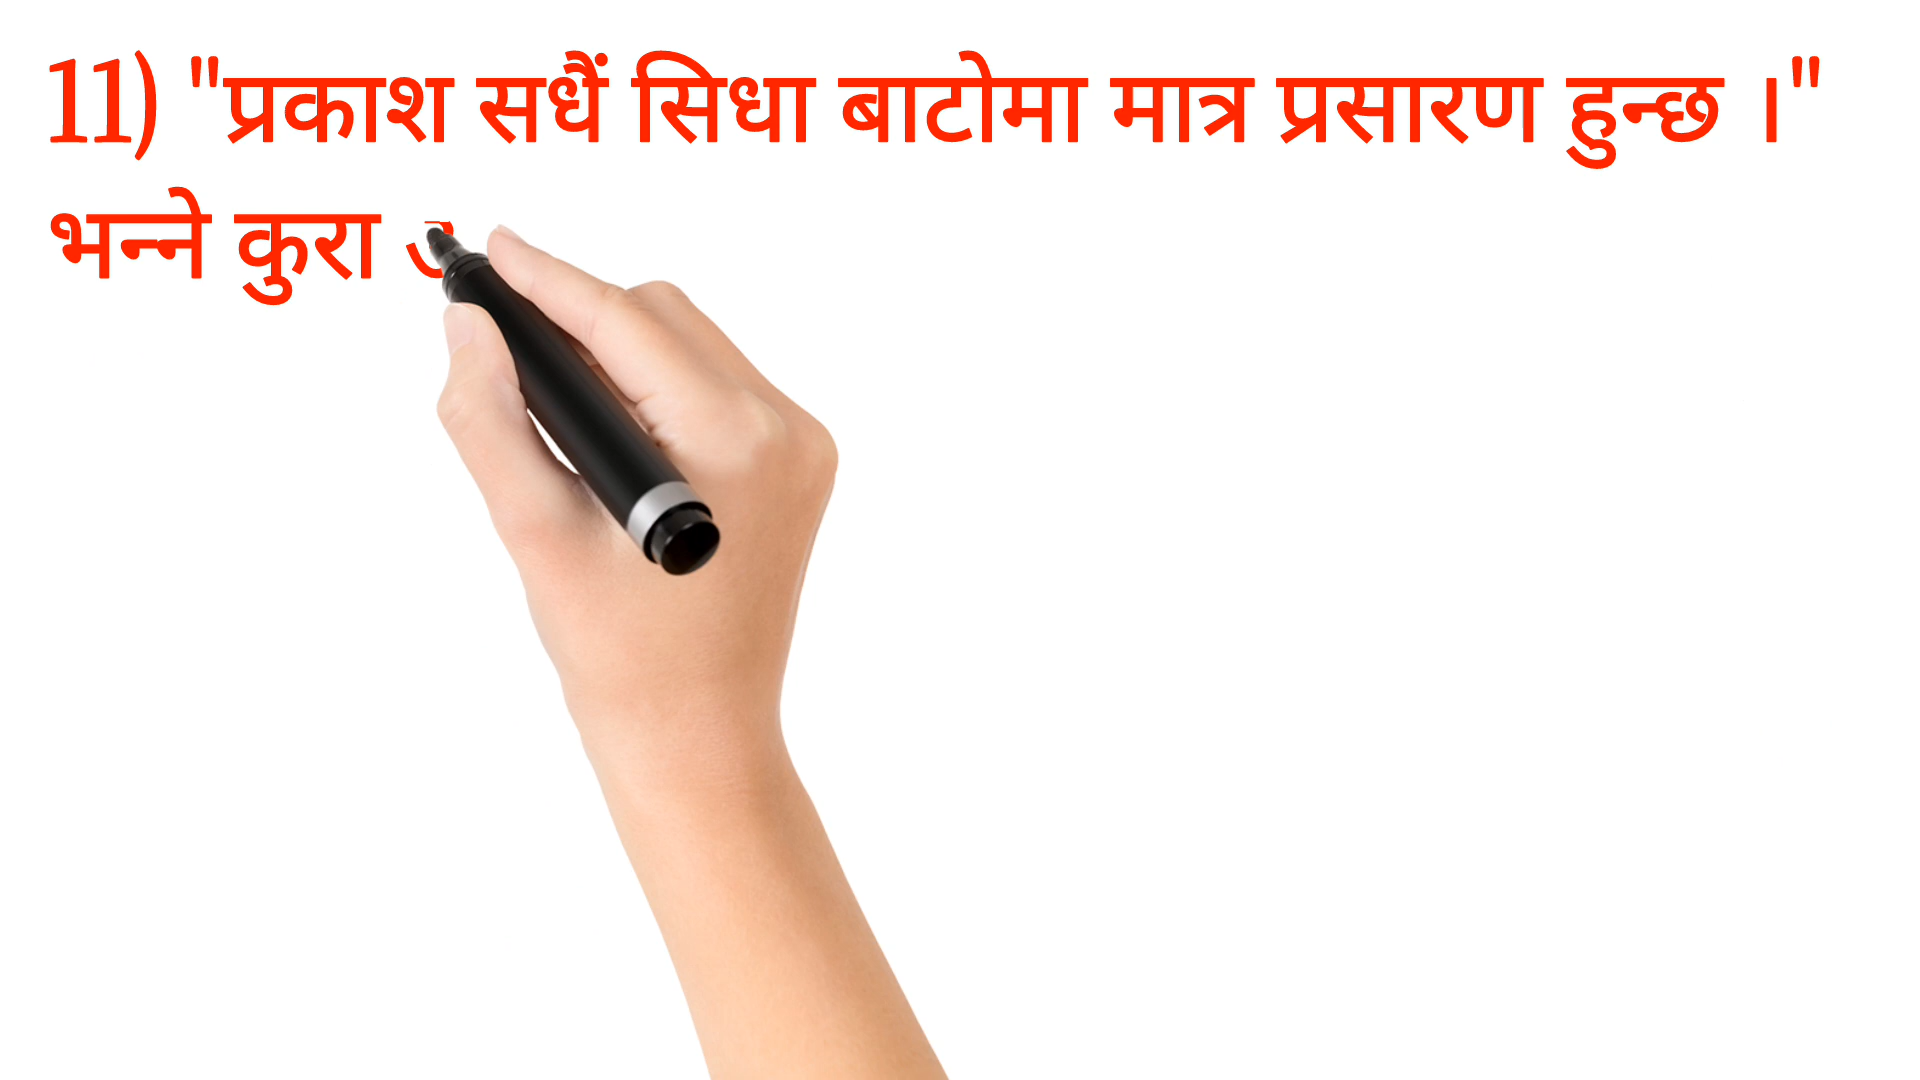 11) "प्रकाश सधैं सिधा बाटोमा मात्र प्रसारण हुन्छ ।"
भन्ने कुरा